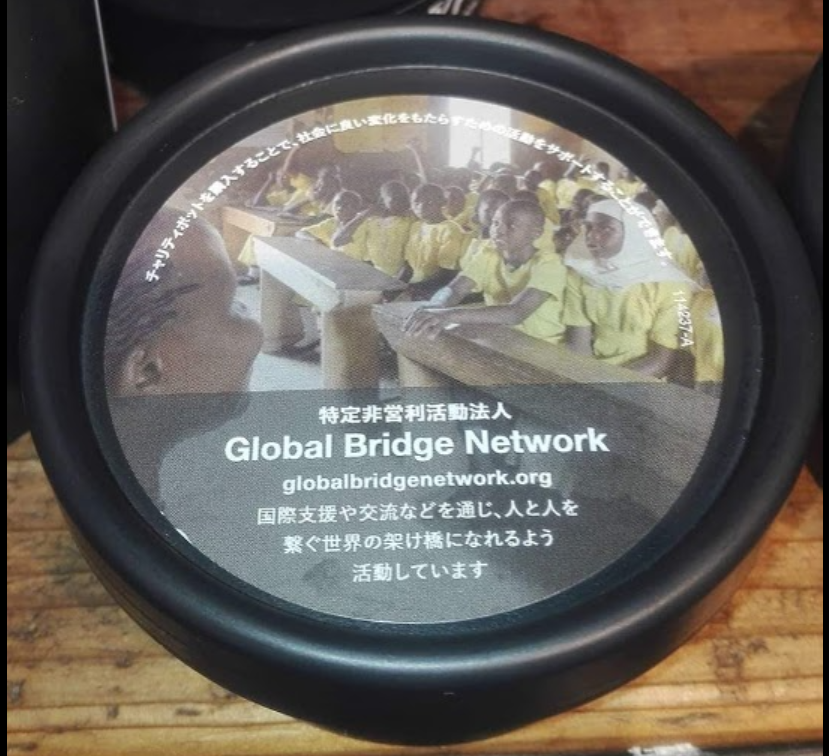 チャリティポットを購入することで、社会に良い変化をもたらすための活動をサポートすることができます。
114237-A
特定非営利活動法人
Global Bridge Network
globalbridgenetwork.org
国際支援や交流などを通じ、人と人を
繋ぐ世界の架け橋になれるよう
活動しています